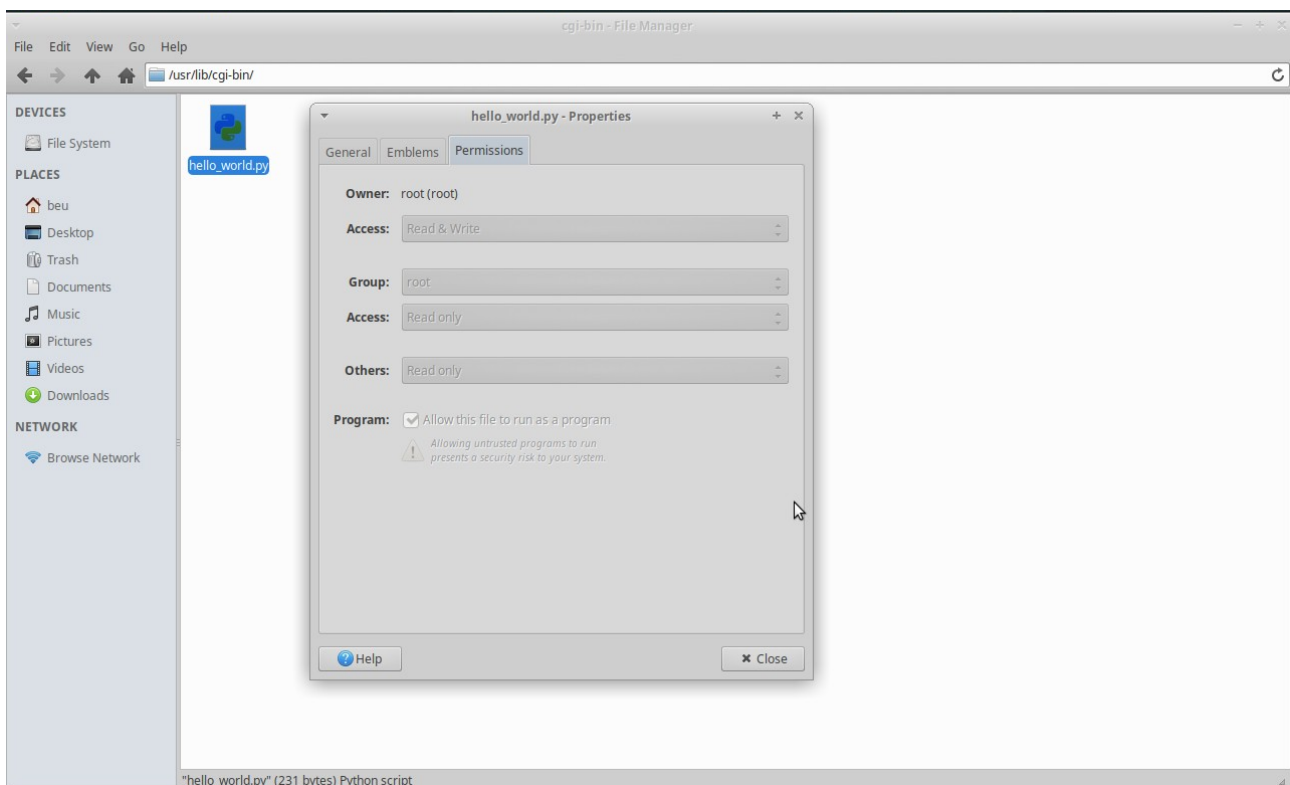 cgi-bin - File Manager
File Edit View Go Help
/usr/lib/cgi-bin/
DEVICES
File System
PLACES
beu
Desktop
Trash
Documents
Music
Pictures
Videos
Downloads
NETWORK
Browse Network
hello_world.py
hello_world.py - Properties
General Emblems Permissions
Owner: root (root)
Access: Read & Write
Group: root
Access: Read only
Others: Read only
Program: Allow this file to run as a program
Allowing untrusted programs to run
presents a security risk to your system.
Help Close
"hello_world.py" (231 bytes) Python script